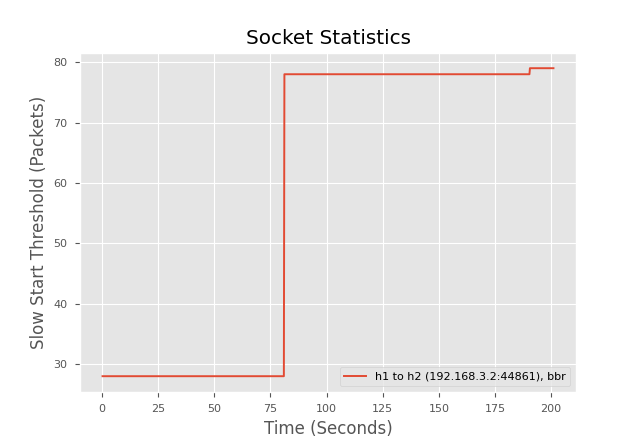 Socket Statistics
Slow Start Threshold (Packets)
80
70
60
50
40
30
h1 to h2 (192.168.3.2:44861), bbr
0 25 50 75 100 125 150 175 200
Time (Seconds)